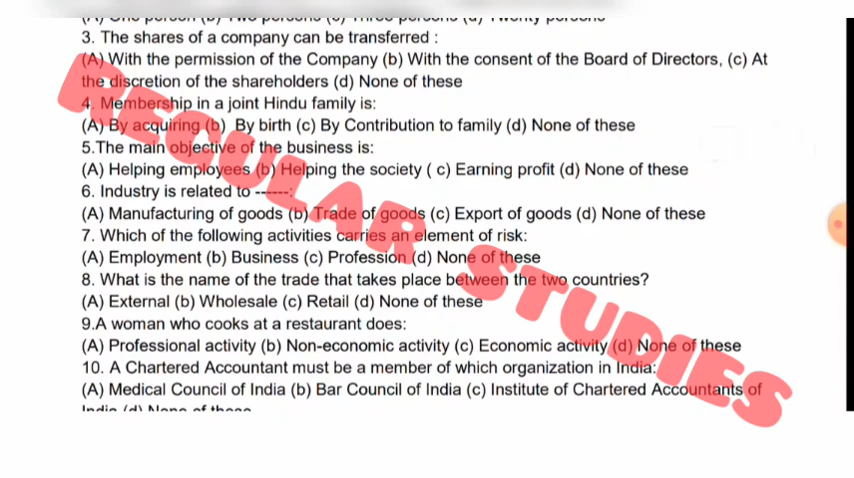 3. The shares of a company can be transferred :
(A) With the permission of the Company (b) With the consent of the Board of Directors, (c) At
the discretion of the shareholders (d) None of these
4. Membership in a joint Hindu family is:
(A) By acquiring (b) By birth (c) By Contribution to family (d) None of these
5.The main objective of the business is:
(A) Helping employees (b) Helping the society ( c) Earning profit (d) None of these
6. Industry is related to ------:
(A) Manufacturing of goods (b) Trade of goods (c) Export of goods (d) None of these
7. Which of the following activities carries an element of risk:
(A) Employment (b) Business (c) Profession (d) None of these
8. What is the name of the trade that takes place between the two countries?
(A) External (b) Wholesale (c) Retail (d) None of these
9.A woman who cooks at a restaurant does:
(A) Professional activity (b) Non-economic activity (c) Economic activity (d) None of these
10. A Chartered Accountant must be a member of which organization in India:
(A) Medical Council of India (b) Bar Council of India (c) Institute of Chartered Accountants of
India (d) None of these
REGULAR STUDIES